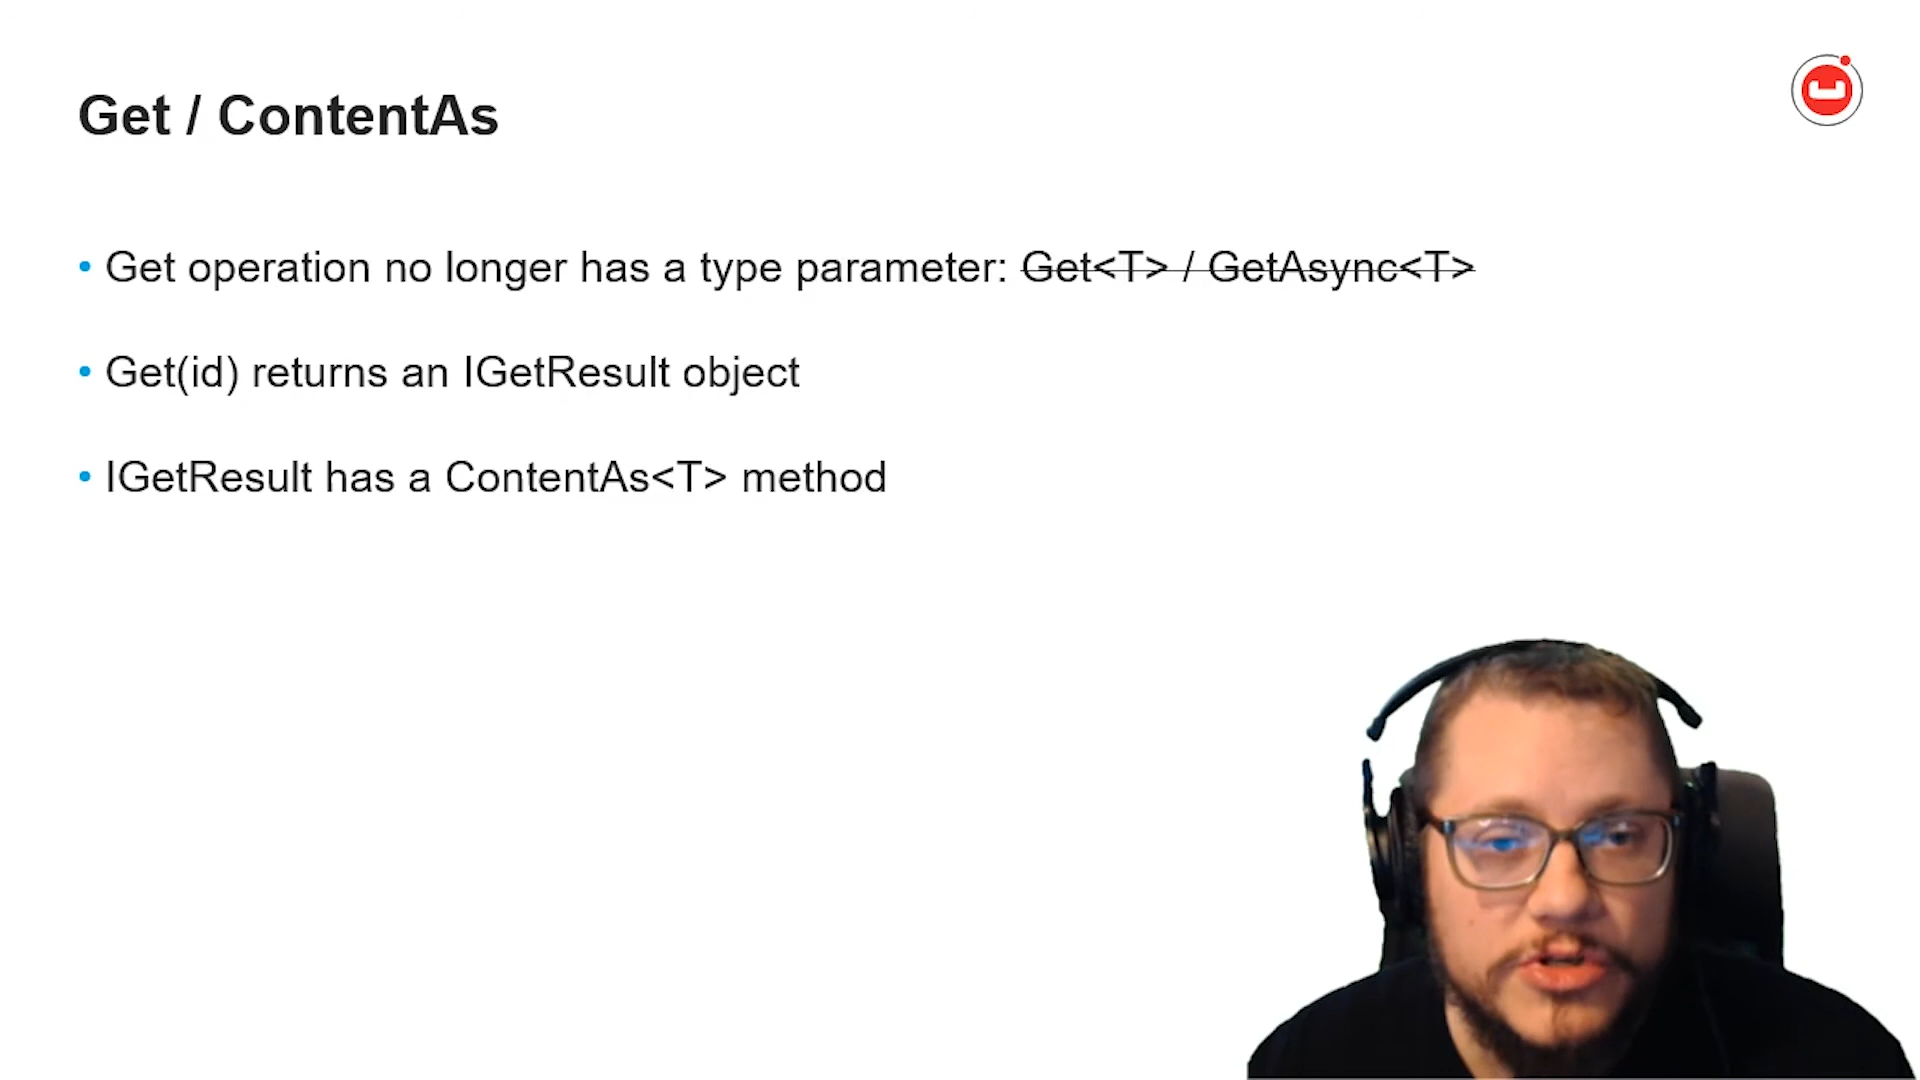 Get / ContentAs
• Get operation no longer has a type parameter: Get<T> / GetAsync<T>
• Get(id) returns an IGetResult object
• IGetResult has a ContentAs<T> method